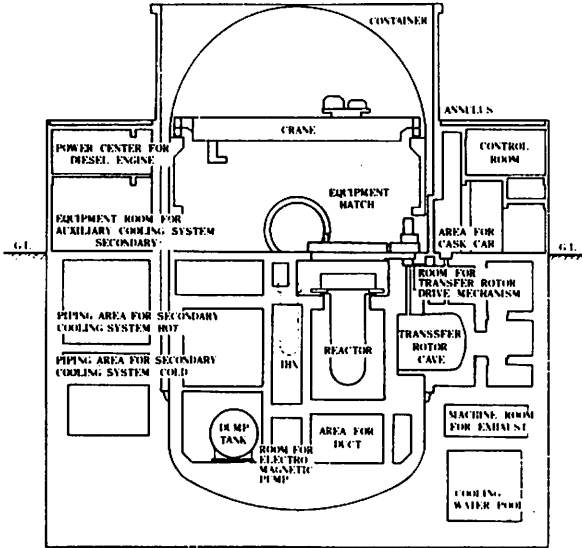 CONTAINER
ANNULUS
CRANE
POWER CENTER FOR
DIESEL ENGINE
CONTROL
ROOM
EQUIPMENT
HATCH
EQUIPMENT ROOM FOR
AUXILIARY COOLING SYSTEM
SECONDARY
AREA FOR
CASK CAR
G L
G L
ROOM FOR
TRANSFER ROTOR
DRIVE MECHANISM
PIPING AREA FOR SECONDARY
COOLING SYSTEM HOT
TRANSSFER
ROTOR
CAVE
REACTOR
PIPING AREA FOR SECONDARY
COOLING SYSTEM COLD
IHX
MACHINE ROOM
FOR EXHAUST
DUMP
TANK
AREA FOR
DUCT
ROOM FOR
ELECTRO
MAGNETIC
PUMP
COOLING
WATER POOL